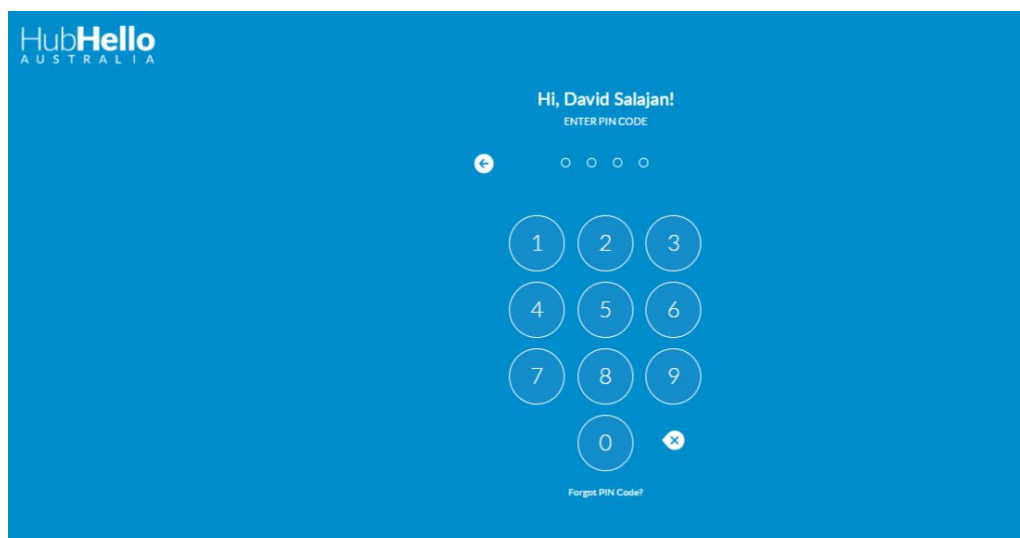 HubHello
AUSTRALIA
Hi, David Salajan!
ENTER PIN CODE
1 2 3
4 5 6
7 8 9
0
Forgot PIN Code?